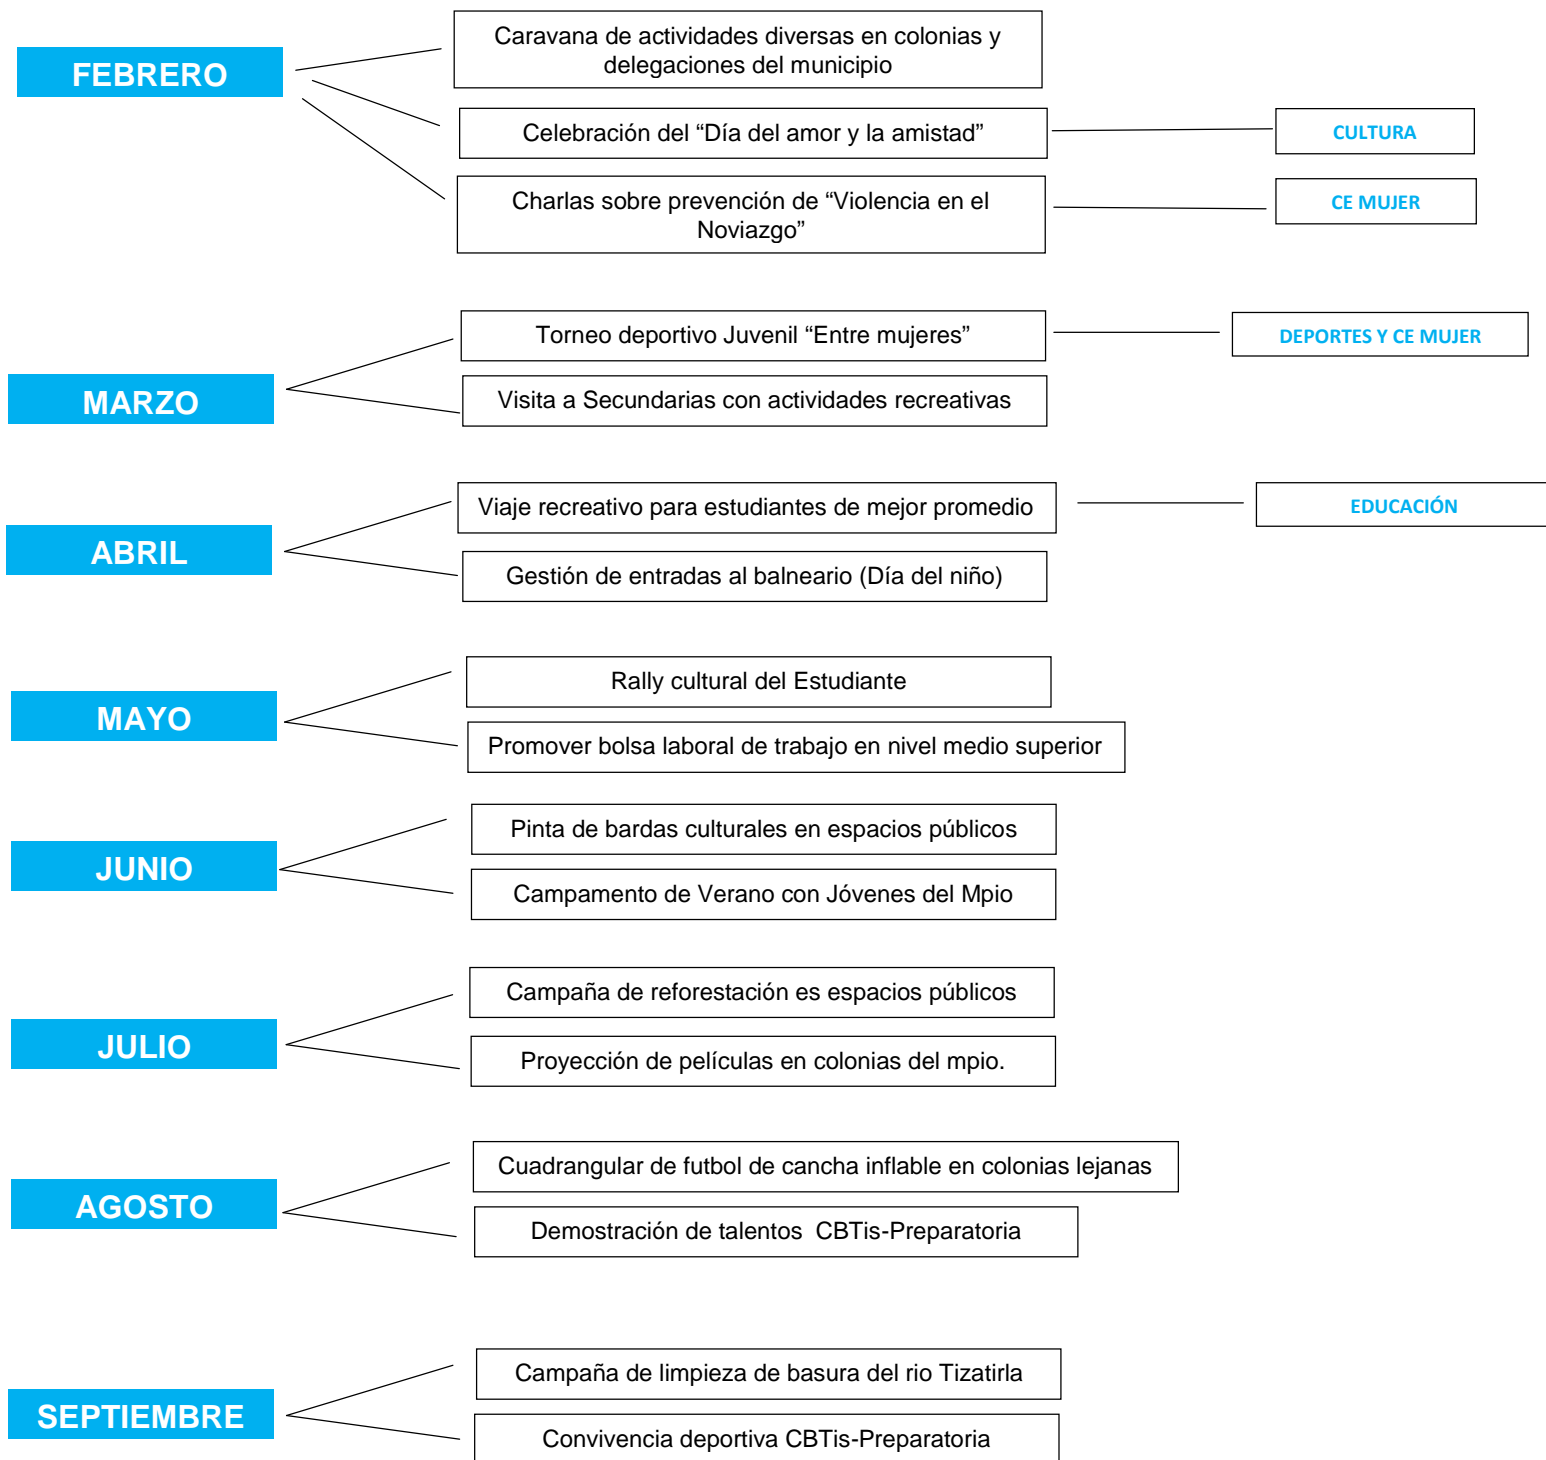 FEBRERO
Caravana de actividades diversas en colonias y
delegaciones del municipio
Celebración del “Día del amor y la amistad”
CULTURA
Charlas sobre prevención de “Violencia en el
Noviazgo”
CE MUJER
MARZO
Torneo deportivo Juvenil “Entre mujeres”
DEPORTES Y CE MUJER
Visita a Secundarias con actividades recreativas
ABRIL
Viaje recreativo para estudiantes de mejor promedio
EDUCACIÓN
Gestión de entradas al balneario (Día del niño)
MAYO
Rally cultural del Estudiante
Promover bolsa laboral de trabajo en nivel medio superior
JUNIO
Pinta de bardas culturales en espacios públicos
Campamento de Verano con Jóvenes del Mpio
JULIO
Campaña de reforestación es espacios públicos
Proyección de películas en colonias del mpio.
AGOSTO
Cuadrangular de futbol de cancha inflable en colonias lejanas
Demostración de talentos CBTis-Preparatoria
SEPTIEMBRE
Campaña de limpieza de basura del rio Tizatirla
Convivencia deportiva CBTis-Preparatoria